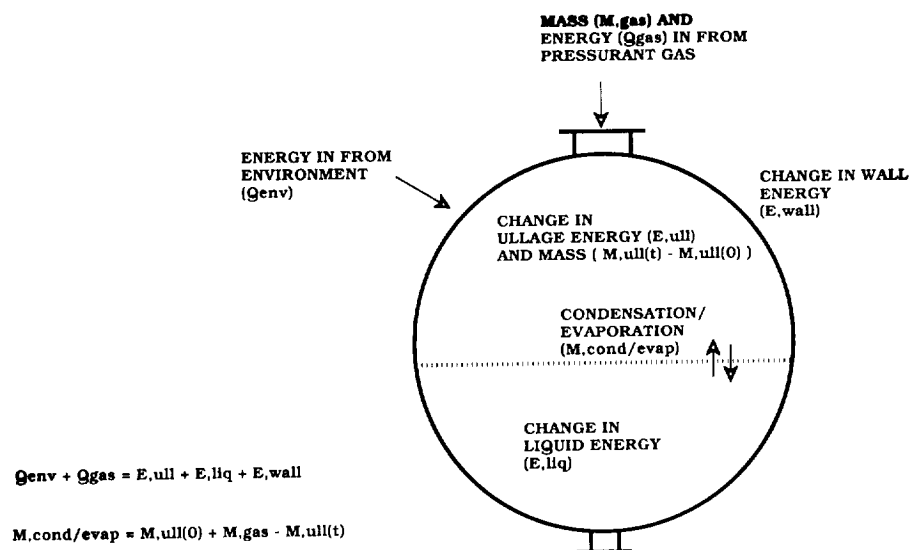 MASS (M,gas) AND
ENERGY (Qgas) IN FROM
PRESSURANT GAS
ENERGY IN FROM
ENVIRONMENT
(Qenv)
CHANGE IN WALL
ENERGY
(E,wall)
CHANGE IN
ULLAGE ENERGY (E,ull)
AND MASS ( M,ull(t) - M,ull(0) )
CONDENSATION/
EVAPORATION
(M,cond/evap)
CHANGE IN
LIQUID ENERGY
(E,liq)
Qenv + Qgas = E,ull + E,liq + E,wall
M,cond/evap = M,ull(0) + M,gas - M,ull(t)